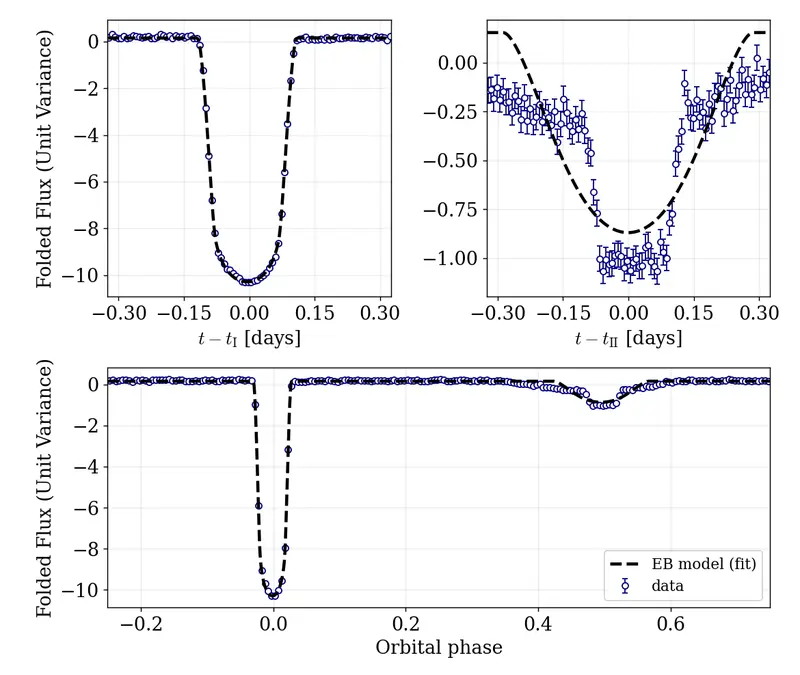 Folded Flux (Unit Variance)
0
−2
−4
−6
−8
−10
−0.30 −0.15 0.00 0.15 0.30
t − tI [days]
0.00
−0.25
−0.50
−0.75
−1.00
−0.30 −0.15 0.00 0.15 0.30
t − tII [days]
Folded Flux (Unit Variance)
0
−2
−4
−6
−8
−10
−0.2 0.0 0.2 0.4 0.6
Orbital phase
EB model (fit)
data